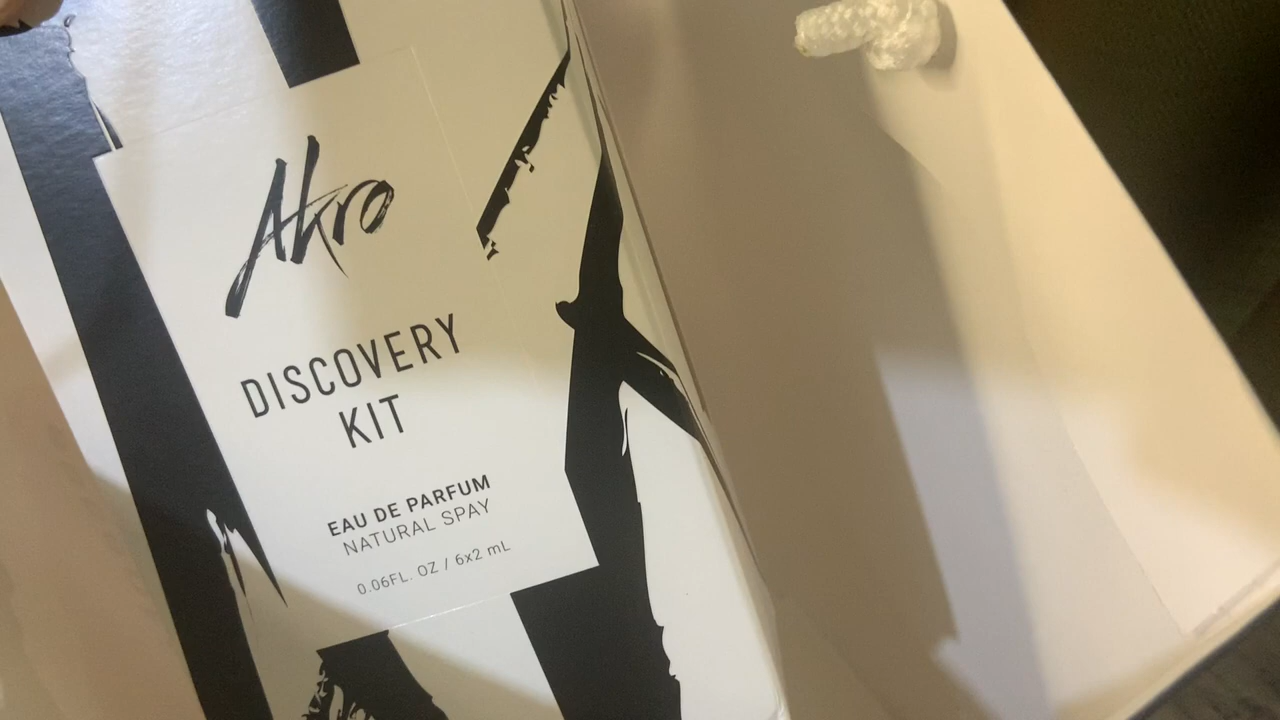 Akro
DISCOVERY
KIT
EAU DE PARFUM
NATURAL SPAY
0.06FL. OZ / 6x2 mL